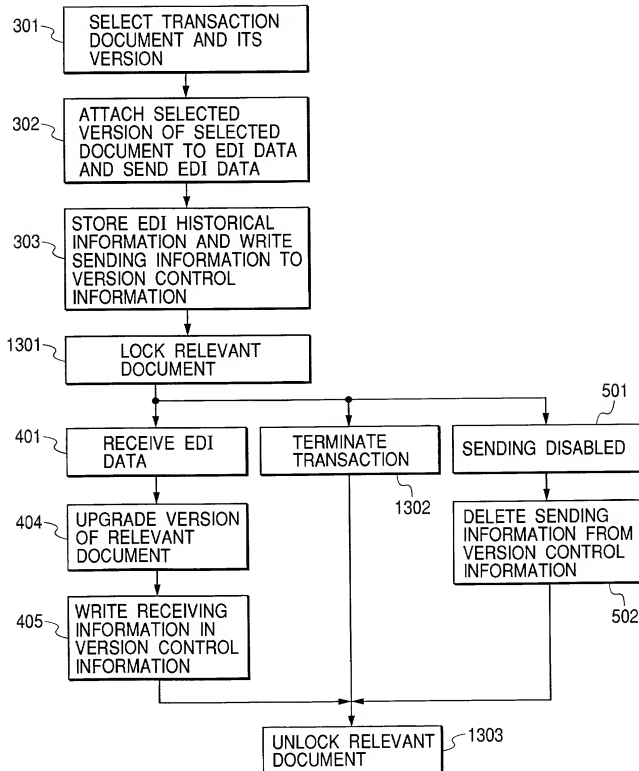 301
SELECT TRANSACTION
DOCUMENT AND ITS
VERSION
302
ATTACH SELECTED
VERSION OF SELECTED
DOCUMENT TO EDI DATA
AND SEND EDI DATA
303
STORE EDI HISTORICAL
INFORMATION AND WRITE
SENDING INFORMATION TO
VERSION CONTROL
INFORMATION
1301
LOCK RELEVANT
DOCUMENT
401
RECEIVE EDI
DATA
TERMINATE
TRANSACTION
1302
501
SENDING DISABLED
404
UPGRADE VERSION
OF RELEVANT
DOCUMENT
DELETE SENDING
INFORMATION FROM
VERSION CONTROL
INFORMATION
502
405
WRITE RECEIVING
INFORMATION IN
VERSION CONTROL
INFORMATION
UNLOCK RELEVANT
DOCUMENT
1303